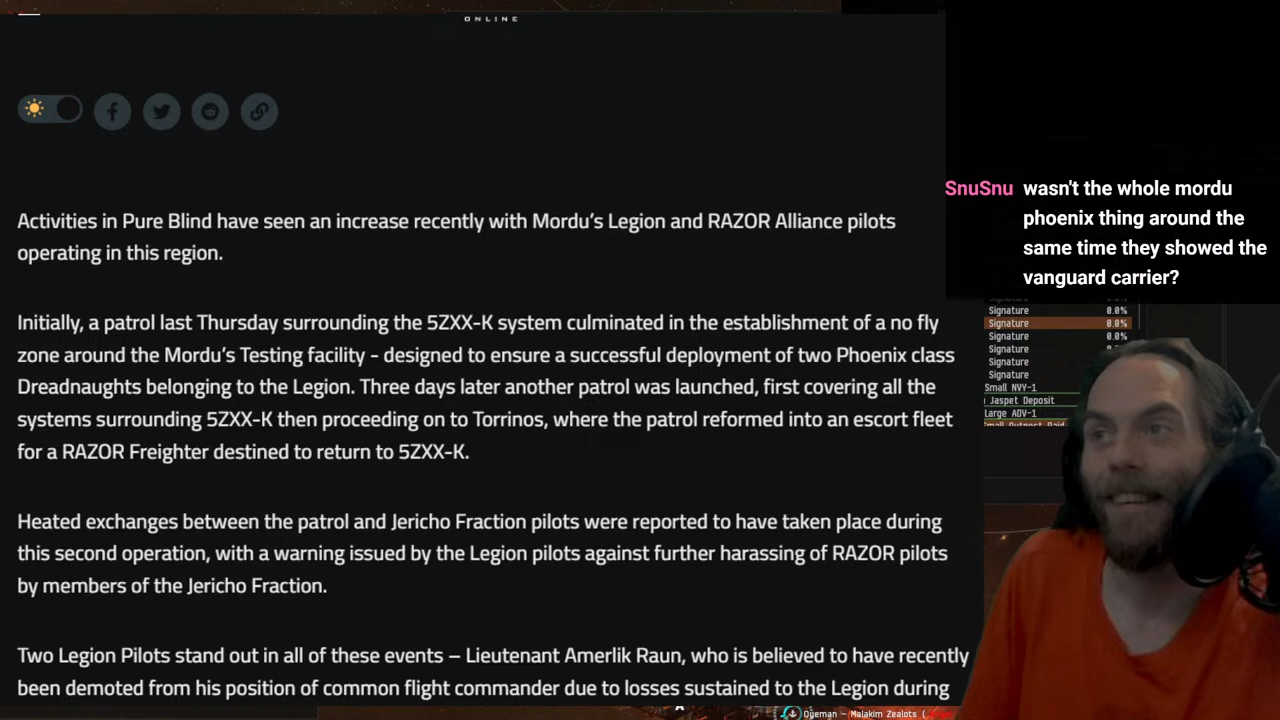 ONLINE
Activities in Pure Blind have seen an increase recently with Mordu's Legion and RAZOR Alliance pilots
operating in this region.
Initially, a patrol last Thursday surrounding the 5ZXX-K system culminated in the establishment of a no fly
zone around the Mordu's Testing facility - designed to ensure a successful deployment of two Phoenix class
Dreadnaughts belonging to the Legion. Three days later another patrol was launched, first covering all the
systems surrounding 5ZXX-K then proceeding on to Torrinos, where the patrol reformed into an escort fleet
for a RAZOR Freighter destined to return to 5ZXX-K.
Heated exchanges between the patrol and Jericho Fraction pilots were reported to have taken place during
this second operation, with a warning issued by the Legion pilots against further harassing of RAZOR pilots
by members of the Jericho Fraction.
Two Legion Pilots stand out in all of these events – Lieutenant Amerlik Raun, who is believed to have recently
been demoted from his position of common flight commander due to losses sustained to the Legion during
SnuSnu wasn't the whole mordu
phoenix thing around the
same time they showed the
vanguard carrier?
Signature 0.0%
Signature 0.0%
Signature 0.0%
Signature 0.0%
Signature 0.0%
Signature 0.0%
Small NVY-1
Jaspet Deposit
Large ADV-1
Small Outpost Raid
Oyeman – Malakim Zealots (